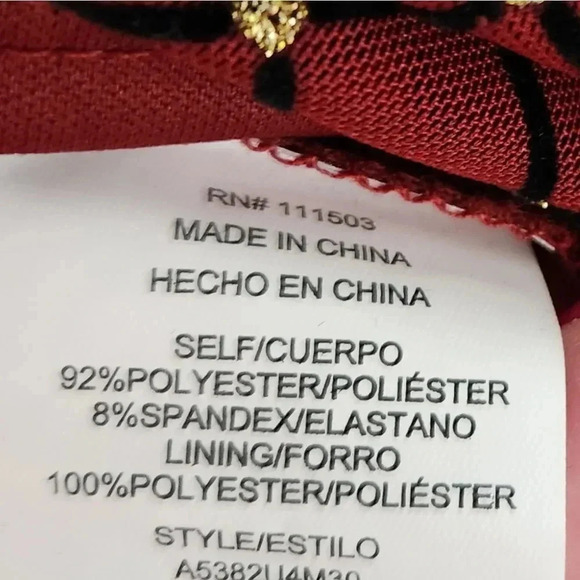 RN# 111503
MADE IN CHINA
HECHO EN CHINA
SELF/CUERPO
92%POLYESTER/POLIÉSTER
8%SPANDEX/ELASTANO
LINING/FORRO
100%POLYESTER/POLIÉSTER
STYLE/ESTILO
A5382U4M30